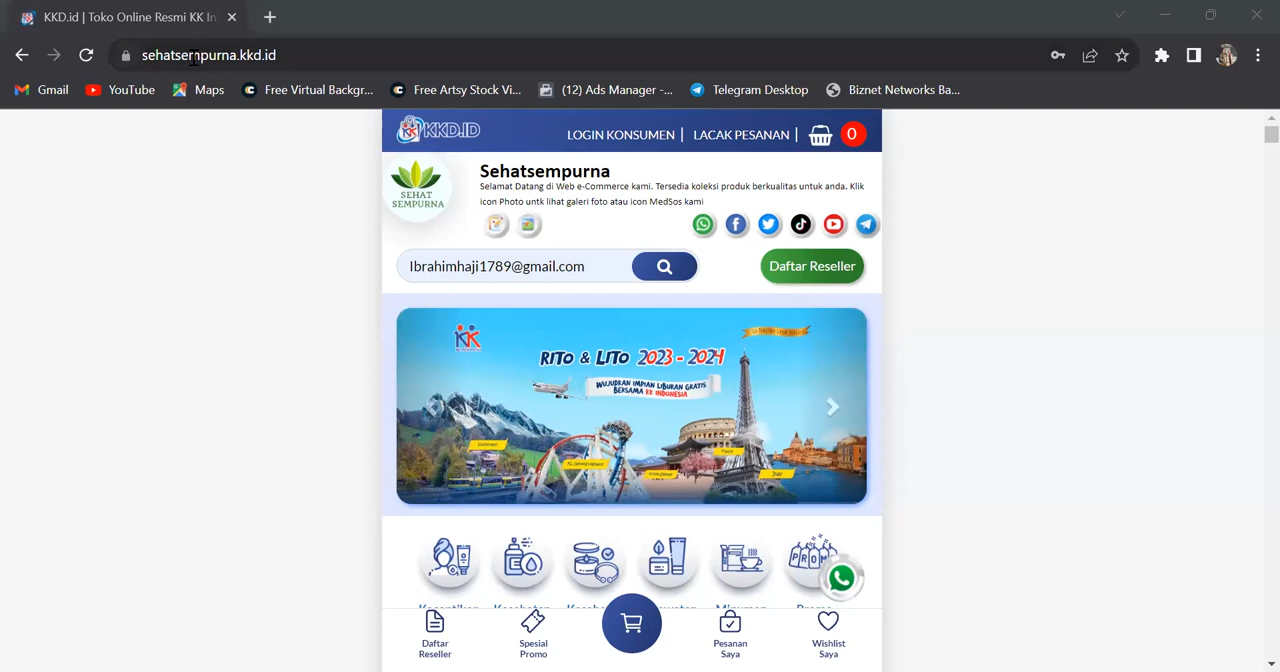 KKD.id | Toko Online Resmi KK In
sehatsempurna.kkd.id
Gmail
YouTube
Maps
Free Virtual Backgr...
Free Artsy Stock Vi...
(12) Ads Manager -...
Telegram Desktop
Biznet Networks Ba...
KKD.ID
LOGIN KONSUMEN |
LACAK PESANAN |
0
SEHAT
SEMPURNA
Sehatsempurna
Selamat Datang di Web e-Commerce kami. Tersedia koleksi produk berkualitas untuk anda. Klik
icon Photo untk lihat galeri foto atau icon MedSos kami
Ibrahimhaji1789@gmail.com
Daftar Reseller
KK
RITO & LITO 2023 - 2024
WUJUDKAN IMPIAN LIBURAN GRATIS
BERSAMA KK INDONESIA
PROMO
Daftar
Reseller
Spesial
Promo
Pesanan
Saya
Wishlist
Saya